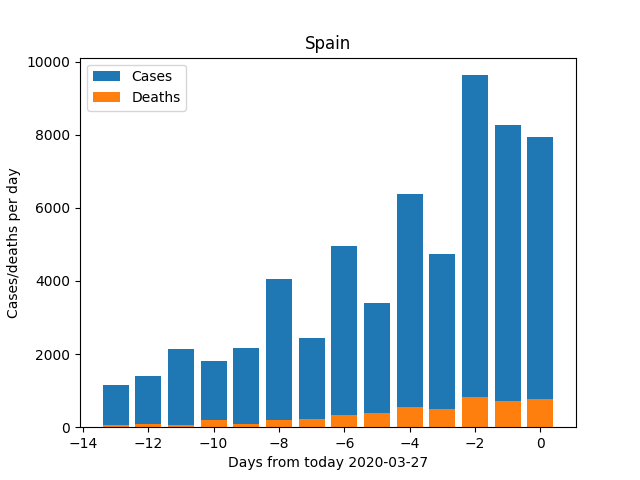 Spain
Cases
Deaths
Cases/deaths per day
10000
8000
6000
4000
2000
0
−14 −12 −10 −8 −6 −4 −2 0
Days from today 2020-03-27